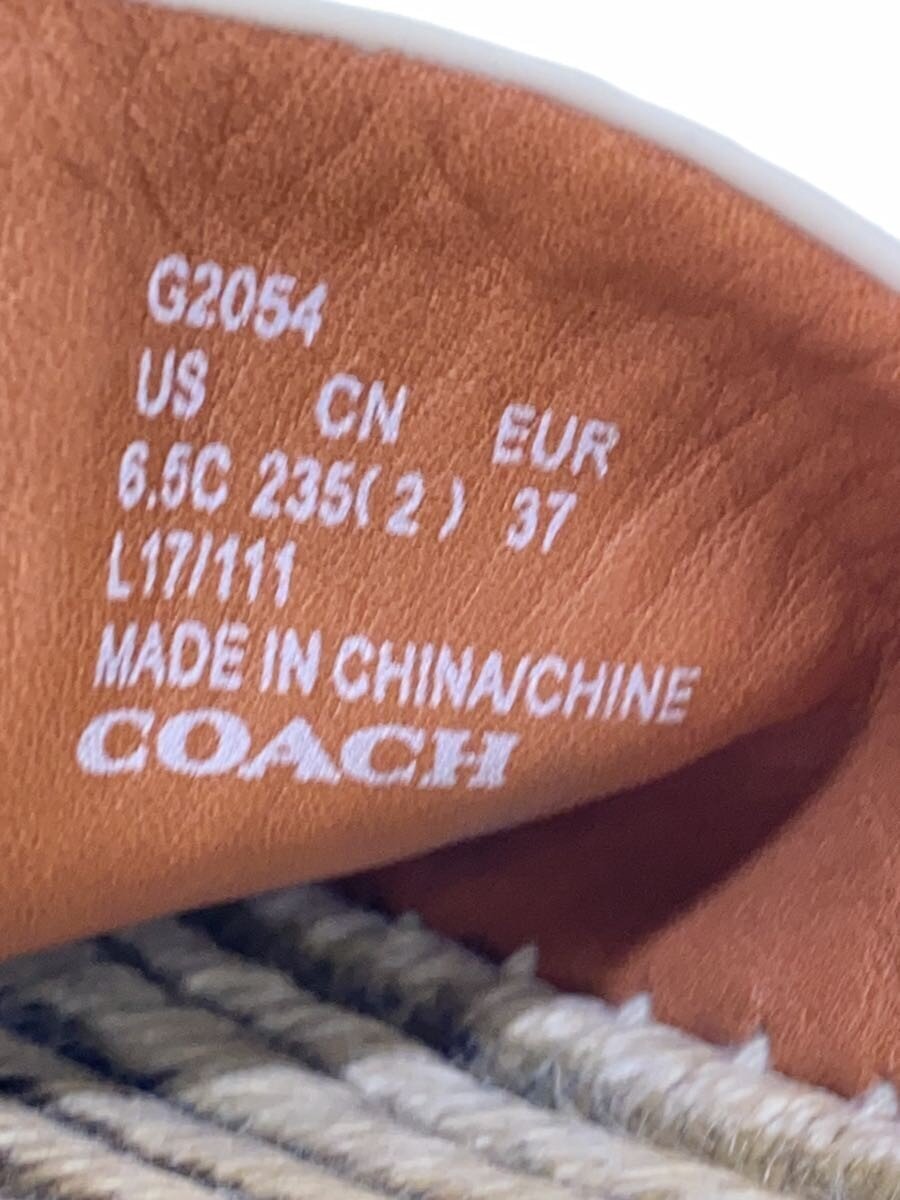 G2054
US CN EUR
6.5C 235(2) 37
L17/111
MADE IN CHINA/CHINE
COACH